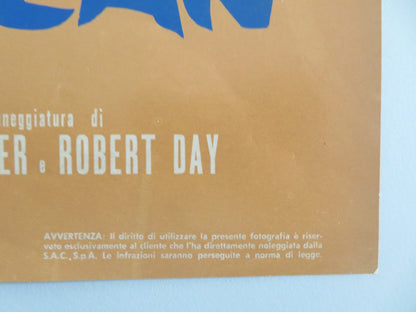 CAN
neggiatura di
ER e ROBERT DAY
AVVERTENZA: Il diritto di utilizzare la presente fotografia è riser-
vato esclusivamente al cliente che l'ha direttamente noleggiata dalla
S.A.C., S.p.A. Le infrazioni saranno perseguite a norma di legge.